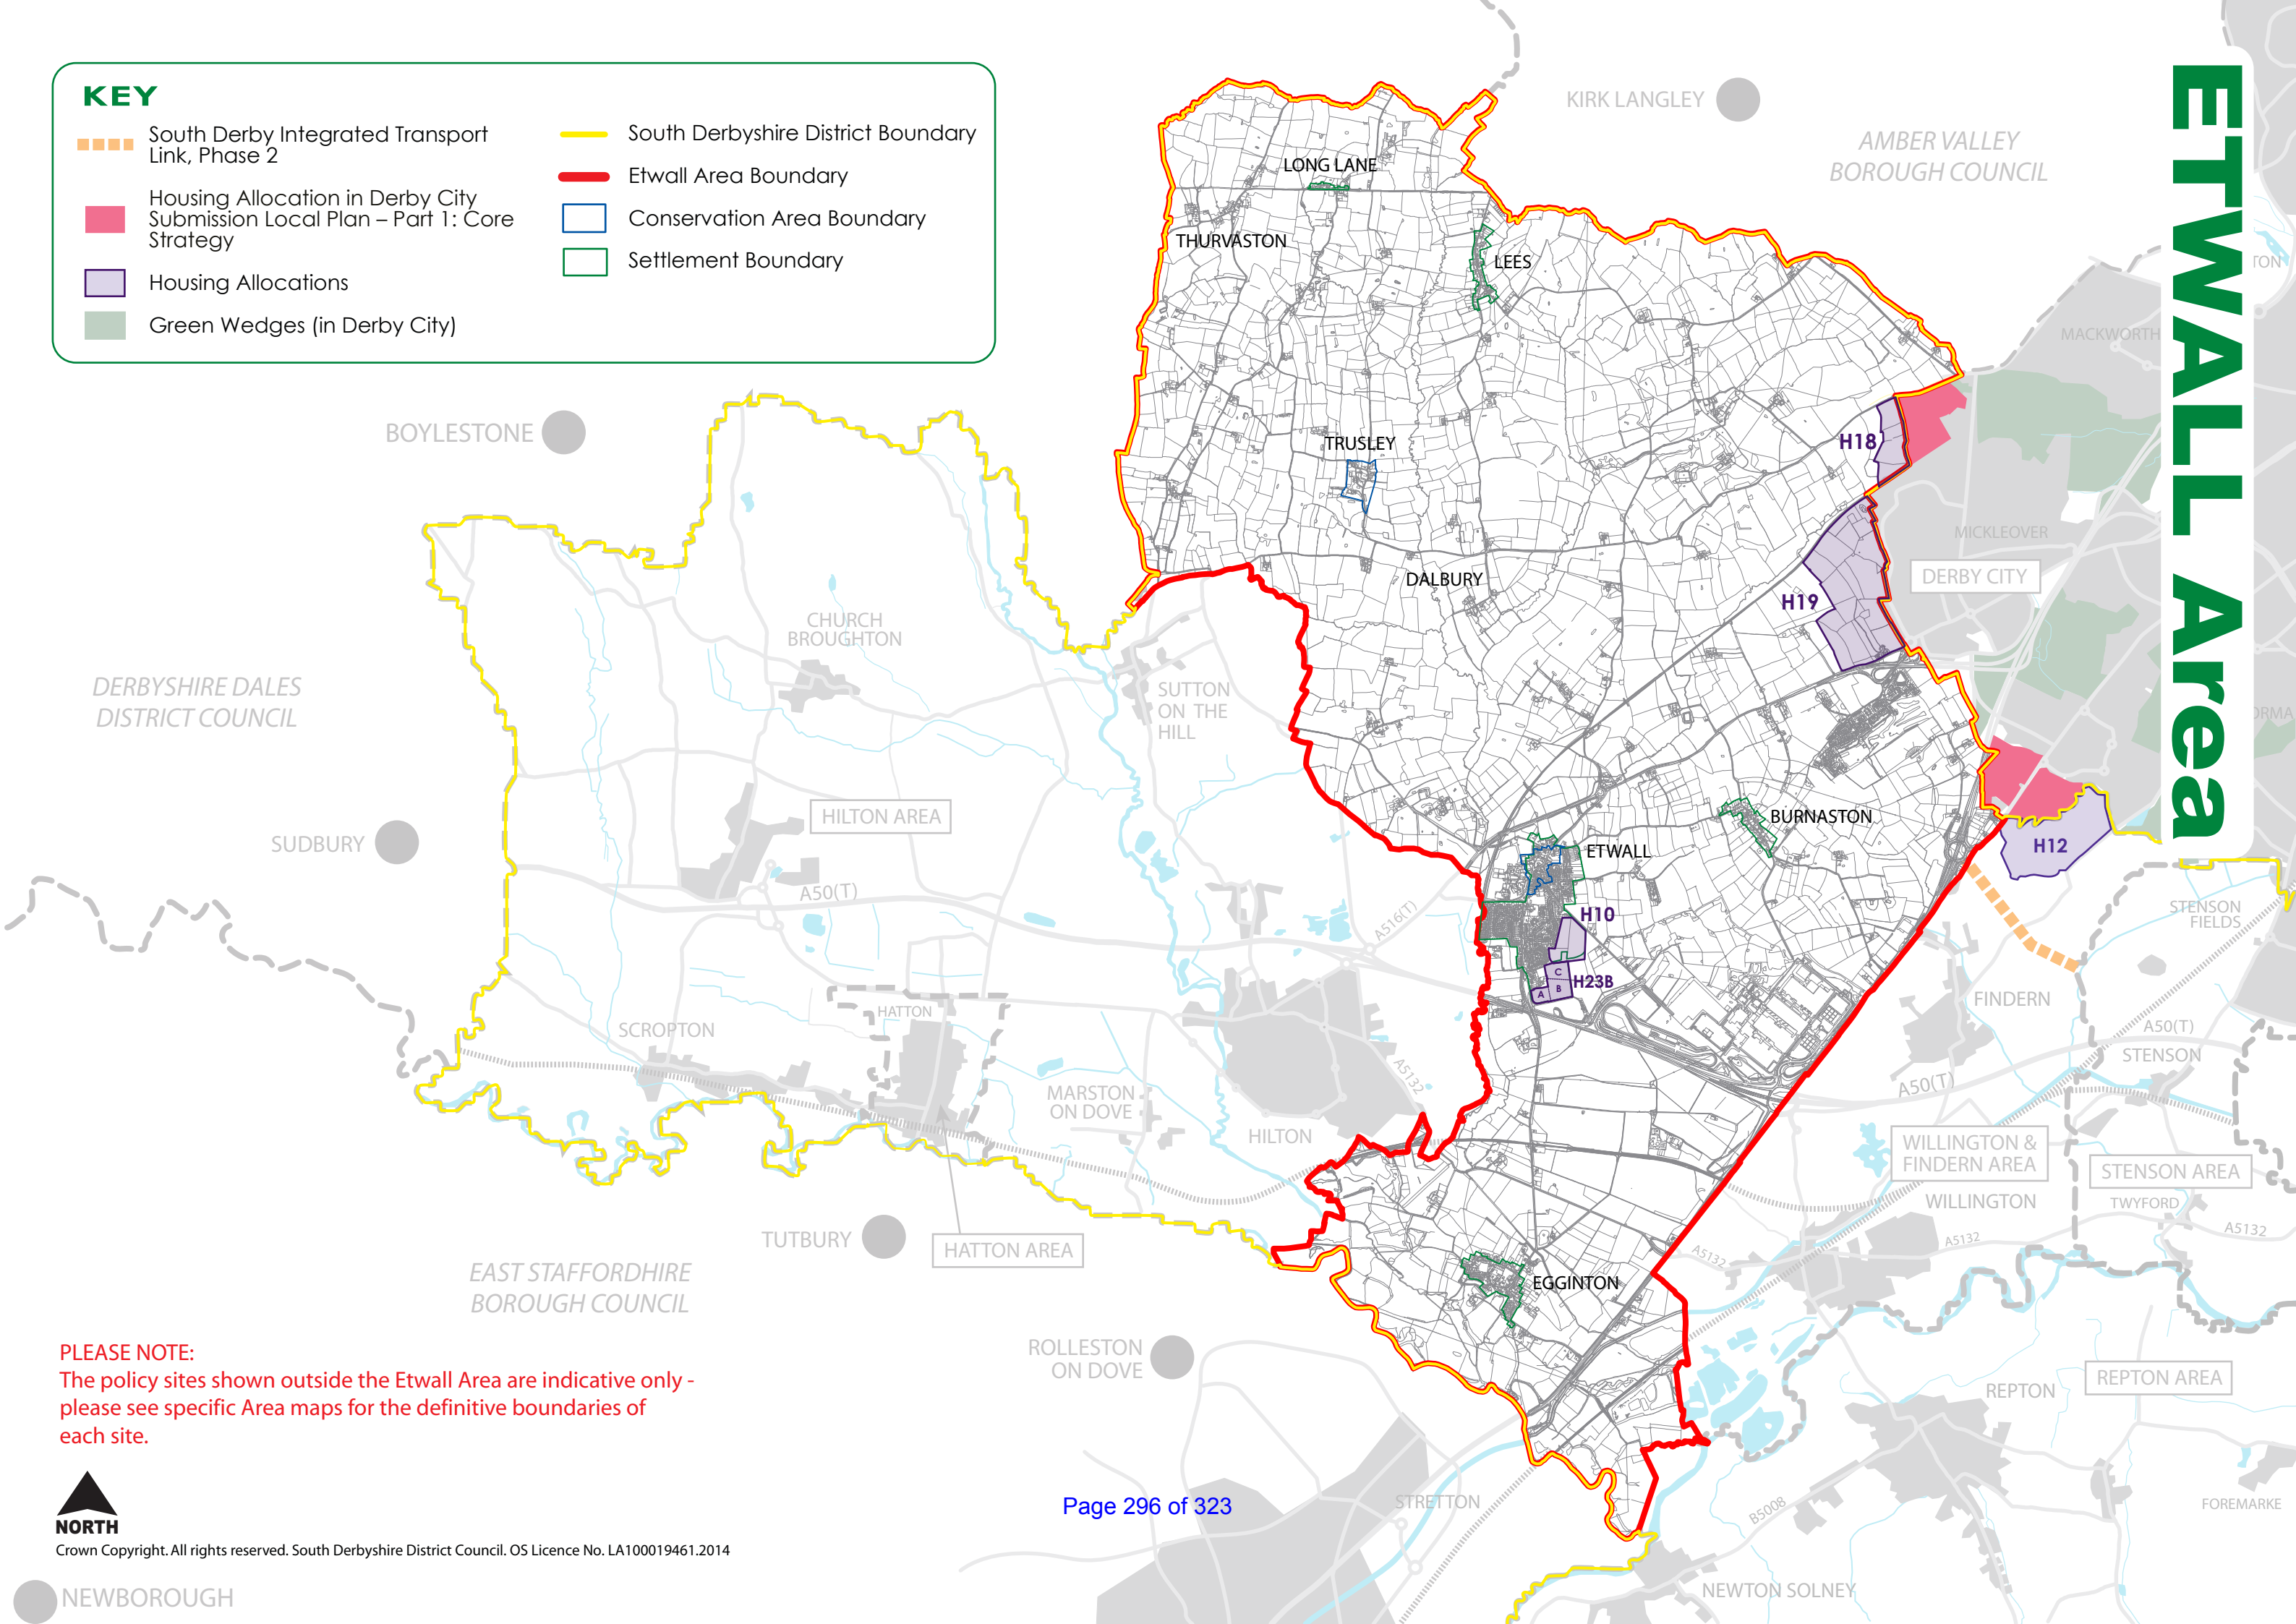 ETWALL Area
KEY
South Derby Integrated Transport
Link, Phase 2
Housing Allocation in Derby City
Submission Local Plan – Part 1: Core
Strategy
Housing Allocations
Green Wedges (in Derby City)
South Derbyshire District Boundary
Etwall Area Boundary
Conservation Area Boundary
Settlement Boundary
KIRK LANGLEY
AMBER VALLEY
BOROUGH COUNCIL
LONG LANE
THURVASTON
LEES
MACKWORTH
BOYLESTONE
TRUSLEY
H18
MICKLEOVER
DERBY CITY
DALBURY
H19
CHURCH
BROUGHTON
DERBYSHIRE DALES
DISTRICT COUNCIL
SUTTON
ON THE
HILL
HILTON AREA
SUDBURY
BURNASTON
ETWALL
H12
A50(T)
A516(T)
H10
STENSON
FIELDS
C
H23B
A
B
FINDERN
HATTON
SCROPTON
A50(T)
STENSON
A5132
A50(T)
MARSTON
ON DOVE
HILTON
WILLINGTON &
FINDERN AREA
STENSON AREA
WILLINGTON
TWYFORD
TUTBURY
HATTON AREA
A5132
A5132
A5132
EAST STAFFORDHIRE
BOROUGH COUNCIL
EGGINTON
ROLLESTON
ON DOVE
REPTON
REPTON AREA
PLEASE NOTE:
The policy sites shown outside the Etwall Area are indicative only -
please see specific Area maps for the definitive boundaries of
each site.
NORTH
Page 296 of 323
STRETTON
B5008
FOREMARKE
Crown Copyright. All rights reserved. South Derbyshire District Council. OS Licence No. LA100019461.2014
NEWBOROUGH
NEWTON SOLNEY